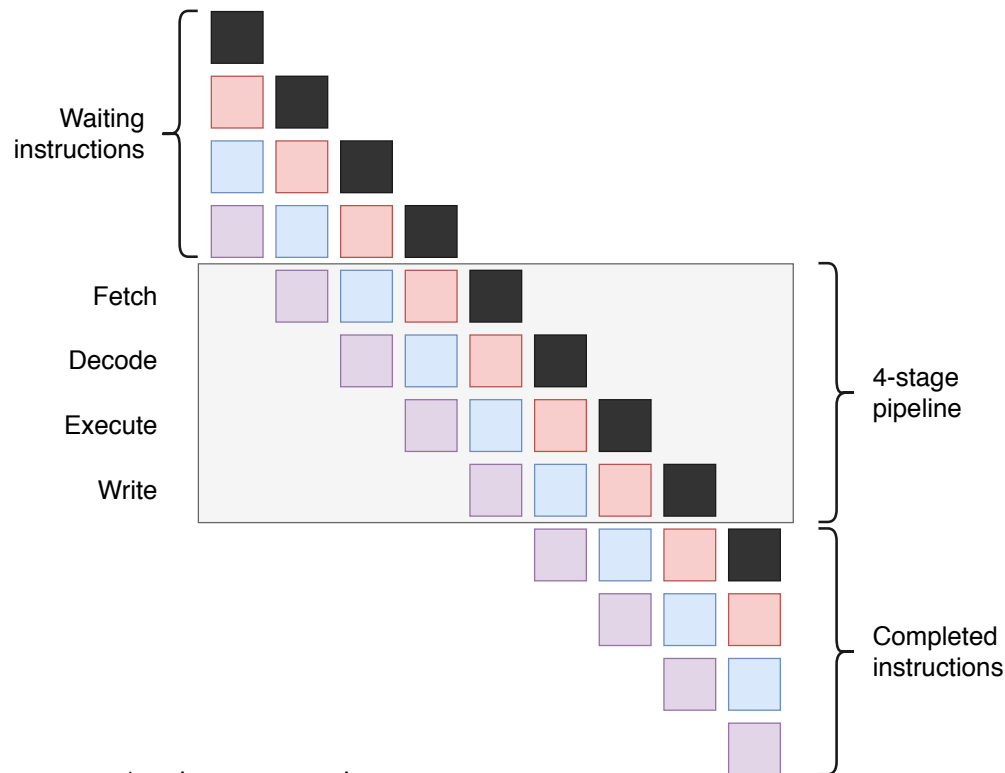 Waiting
instructions
Fetch
Decode
Execute
Write
4-stage
pipeline
Completed
instructions